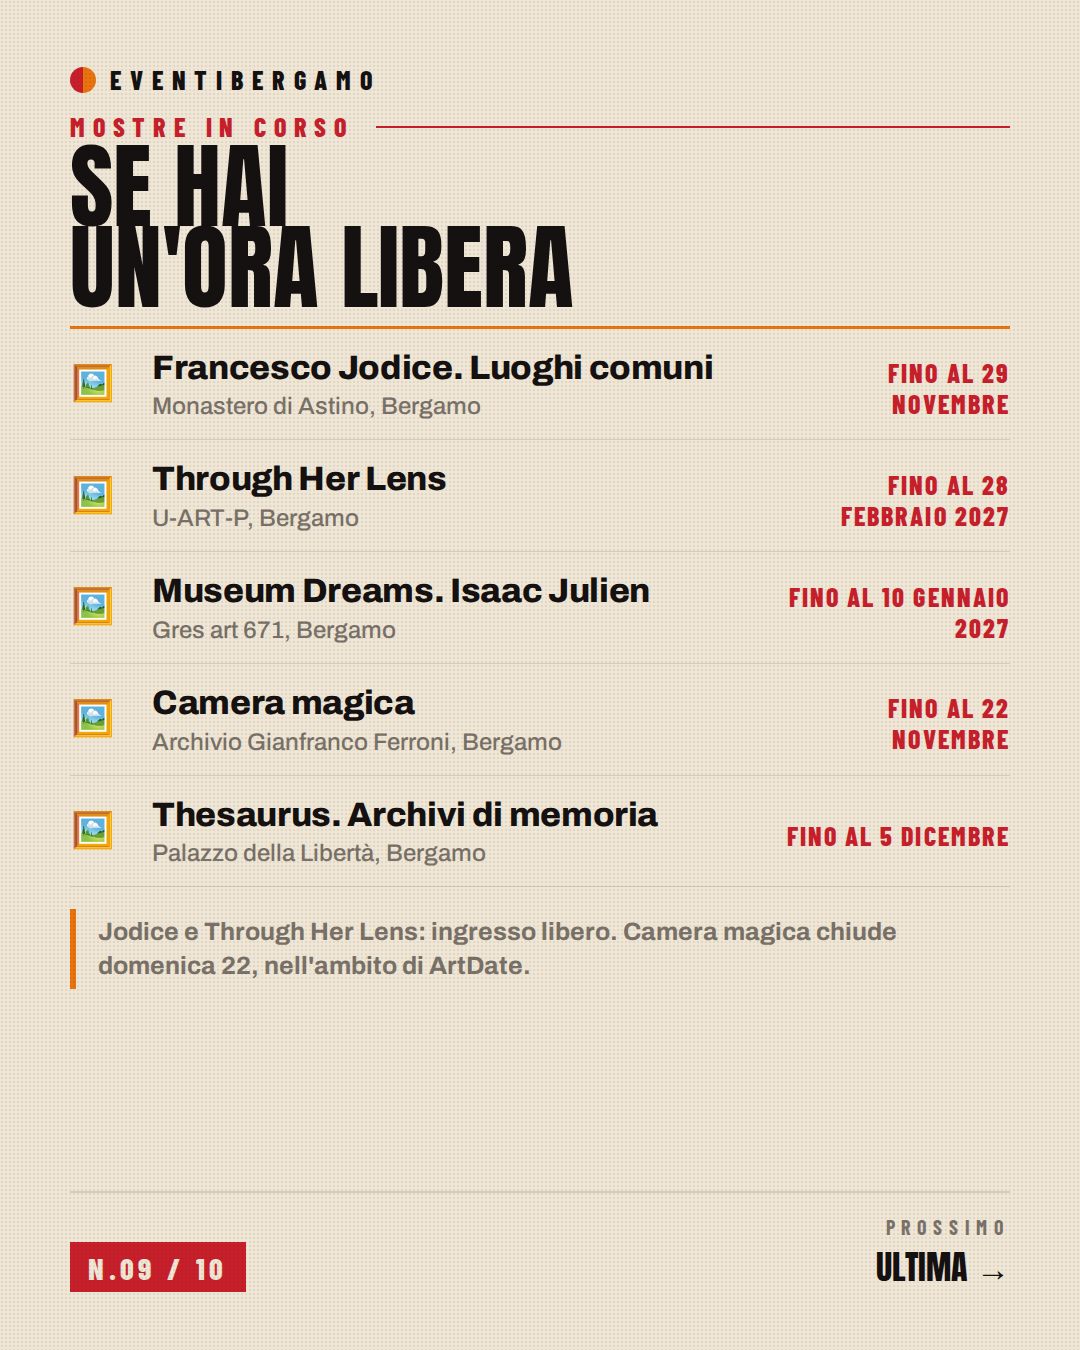 EVENTIBERGAMO
MOSTRE IN CORSO
SE HAI
UN'ORA LIBERA
Francesco Jodice. Luoghi comuni
Monastero di Astino, Bergamo
FINO AL 29
NOVEMBRE
Through Her Lens
U-ART-P, Bergamo
FINO AL 28
FEBBRAIO 2027
Museum Dreams. Isaac Julien
Gres art 671, Bergamo
FINO AL 10 GENNAIO
2027
Camera magica
Archivio Gianfranco Ferroni, Bergamo
FINO AL 22
NOVEMBRE
Thesaurus. Archivi di memoria
Palazzo della Libertà, Bergamo
FINO AL 5 DICEMBRE
Jodice e Through Her Lens: ingresso libero. Camera magica chiude
domenica 22, nell'ambito di ArtDate.
N.09 / 10
PROSSIMO
ULTIMA →